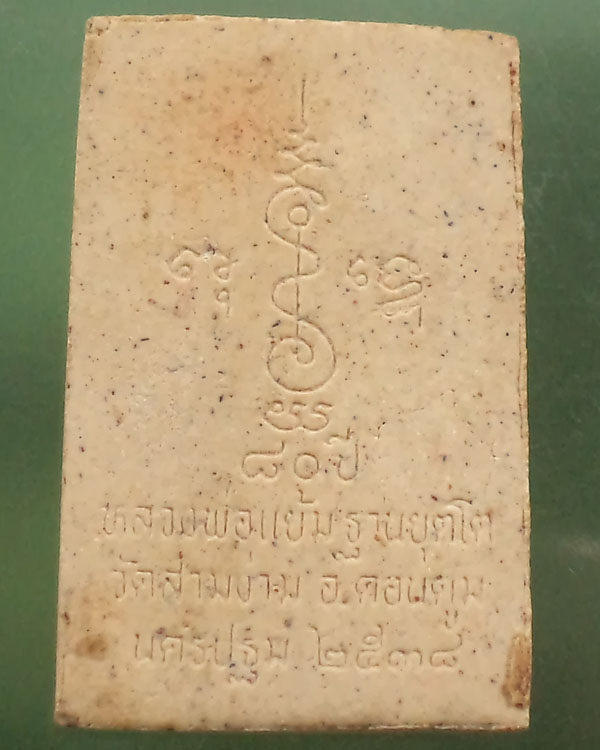 ๘๐ปี
หลวงพ่อแย้ม ฐานยุตโต
วัดสามง่าม อ.ดอนตูม
นครปฐม ๒๕๓๘